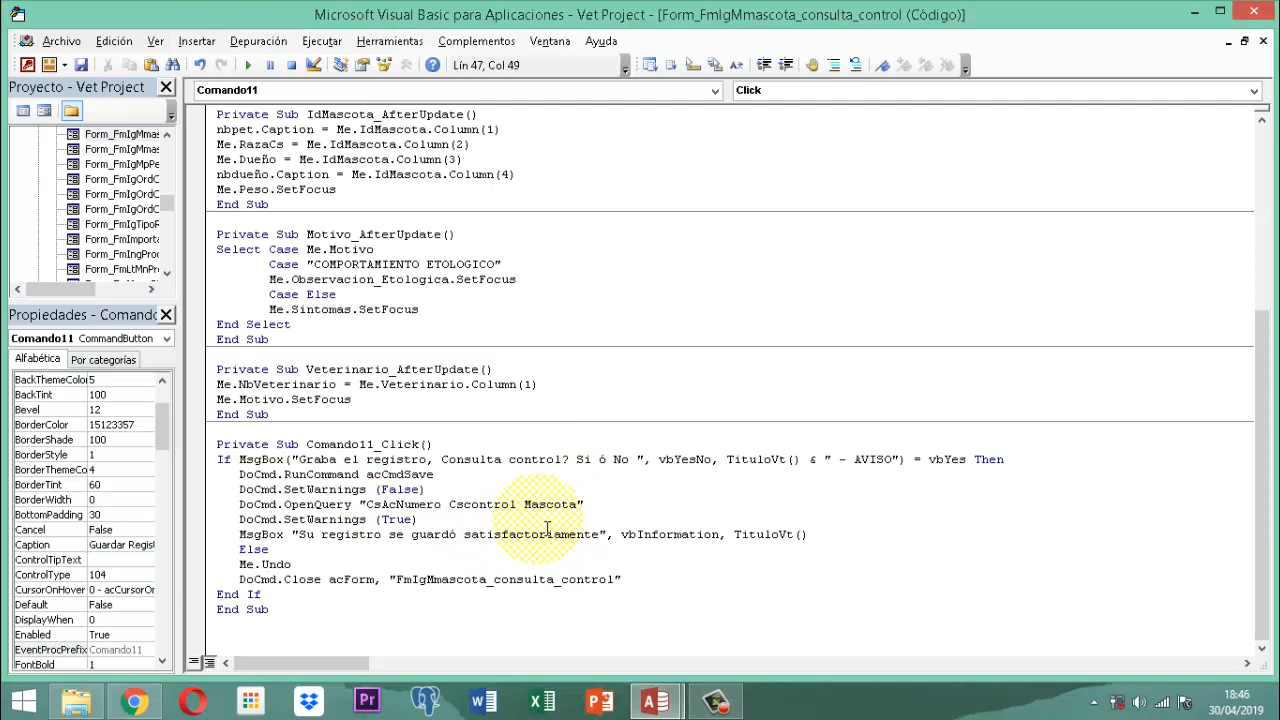 Microsoft Visual Basic para Aplicaciones - Vet Project - [Form_FmIgMmascota_consulta_control (Código)]
Archivo Edición Ver Insertar Depuración Ejecutar Herramientas Complementos Ventana Ayuda
Lín 47, Col 49
Proyecto - Vet Project
Comando11 Click
Form_FmIgMmas
Form_FmIgMmas
Form_FmIgMpPe
Form_FmIgOrdC
Form_FmIgOrdC
Form_FmIgOrdC
Form_FmIgTipoR
Form_FmImporta
Form_FmIngProc
Form_FmLtMnPr
Propiedades - Comando
Comando11 CommandButton
Alfabética Por categorías
BackThemeColor 5
BackTint 100
Bevel 12
BorderColor 15123357
BorderShade 100
BorderStyle 1
BorderThemeCo 4
BorderTint 60
BorderWidth 0
BottomPadding 30
Cancel False
Caption Guardar Regist
ControlTipText
ControlType 104
CursorOnHover 0 - acCursorOn
Default False
DisplayWhen 0
Enabled True
EventProcPrefix Comando11
FontBold 1
Private Sub IdMascota_AfterUpdate()
nbpet.Caption = Me.IdMascota.Column(1)
Me.RazaCs = Me.IdMascota.Column(2)
Me.Dueño = Me.IdMascota.Column(3)
nbdueño.Caption = Me.IdMascota.Column(4)
Me.Peso.SetFocus
End Sub
Private Sub Motivo_AfterUpdate()
Select Case Me.Motivo
Case "COMPORTAMIENTO ETOLOGICO"
Me.Observacion_Etologica.SetFocus
Case Else
Me.Sintomas.SetFocus
End Select
End Sub
Private Sub Veterinario_AfterUpdate()
Me.NbVeterinario = Me.Veterinario.Column(1)
Me.Motivo.SetFocus
End Sub
Private Sub Comando11_Click()
If MsgBox("Graba el registro, Consulta control? Si ó No ", vbYesNo, TituloVt() & " - AVISO") = vbYes Then
DoCmd.RunCommand acCmdSave
DoCmd.SetWarnings (False)
DoCmd.OpenQuery "CsAcNumero Cscontrol Mascota"
DoCmd.SetWarnings (True)
MsgBox "Su registro se guardó satisfactoriamente", vbInformation, TituloVt()
Else
Me.Undo
DoCmd.Close acForm, "FmIgMmascota_consulta_control"
End If
End Sub
18:46
30/04/2019